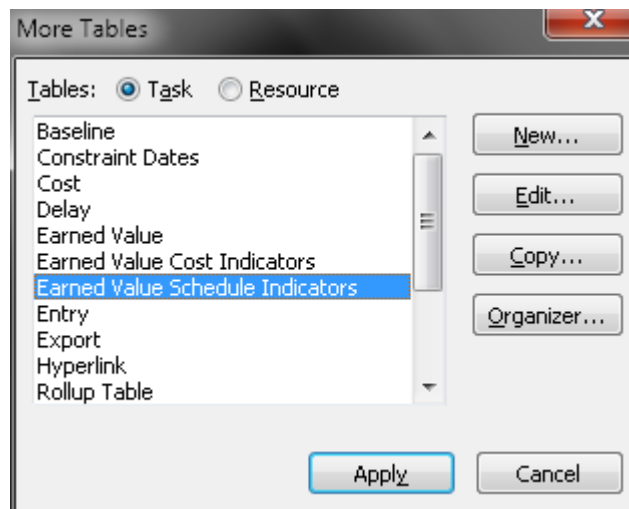 More Tables
Tables: Task Resource
Baseline
Constraint Dates
Cost
Delay
Earned Value
Earned Value Cost Indicators
Earned Value Schedule Indicators
Entry
Export
Hyperlink
Rollup Table
New...
Edit...
Copy...
Organizer...
Apply
Cancel